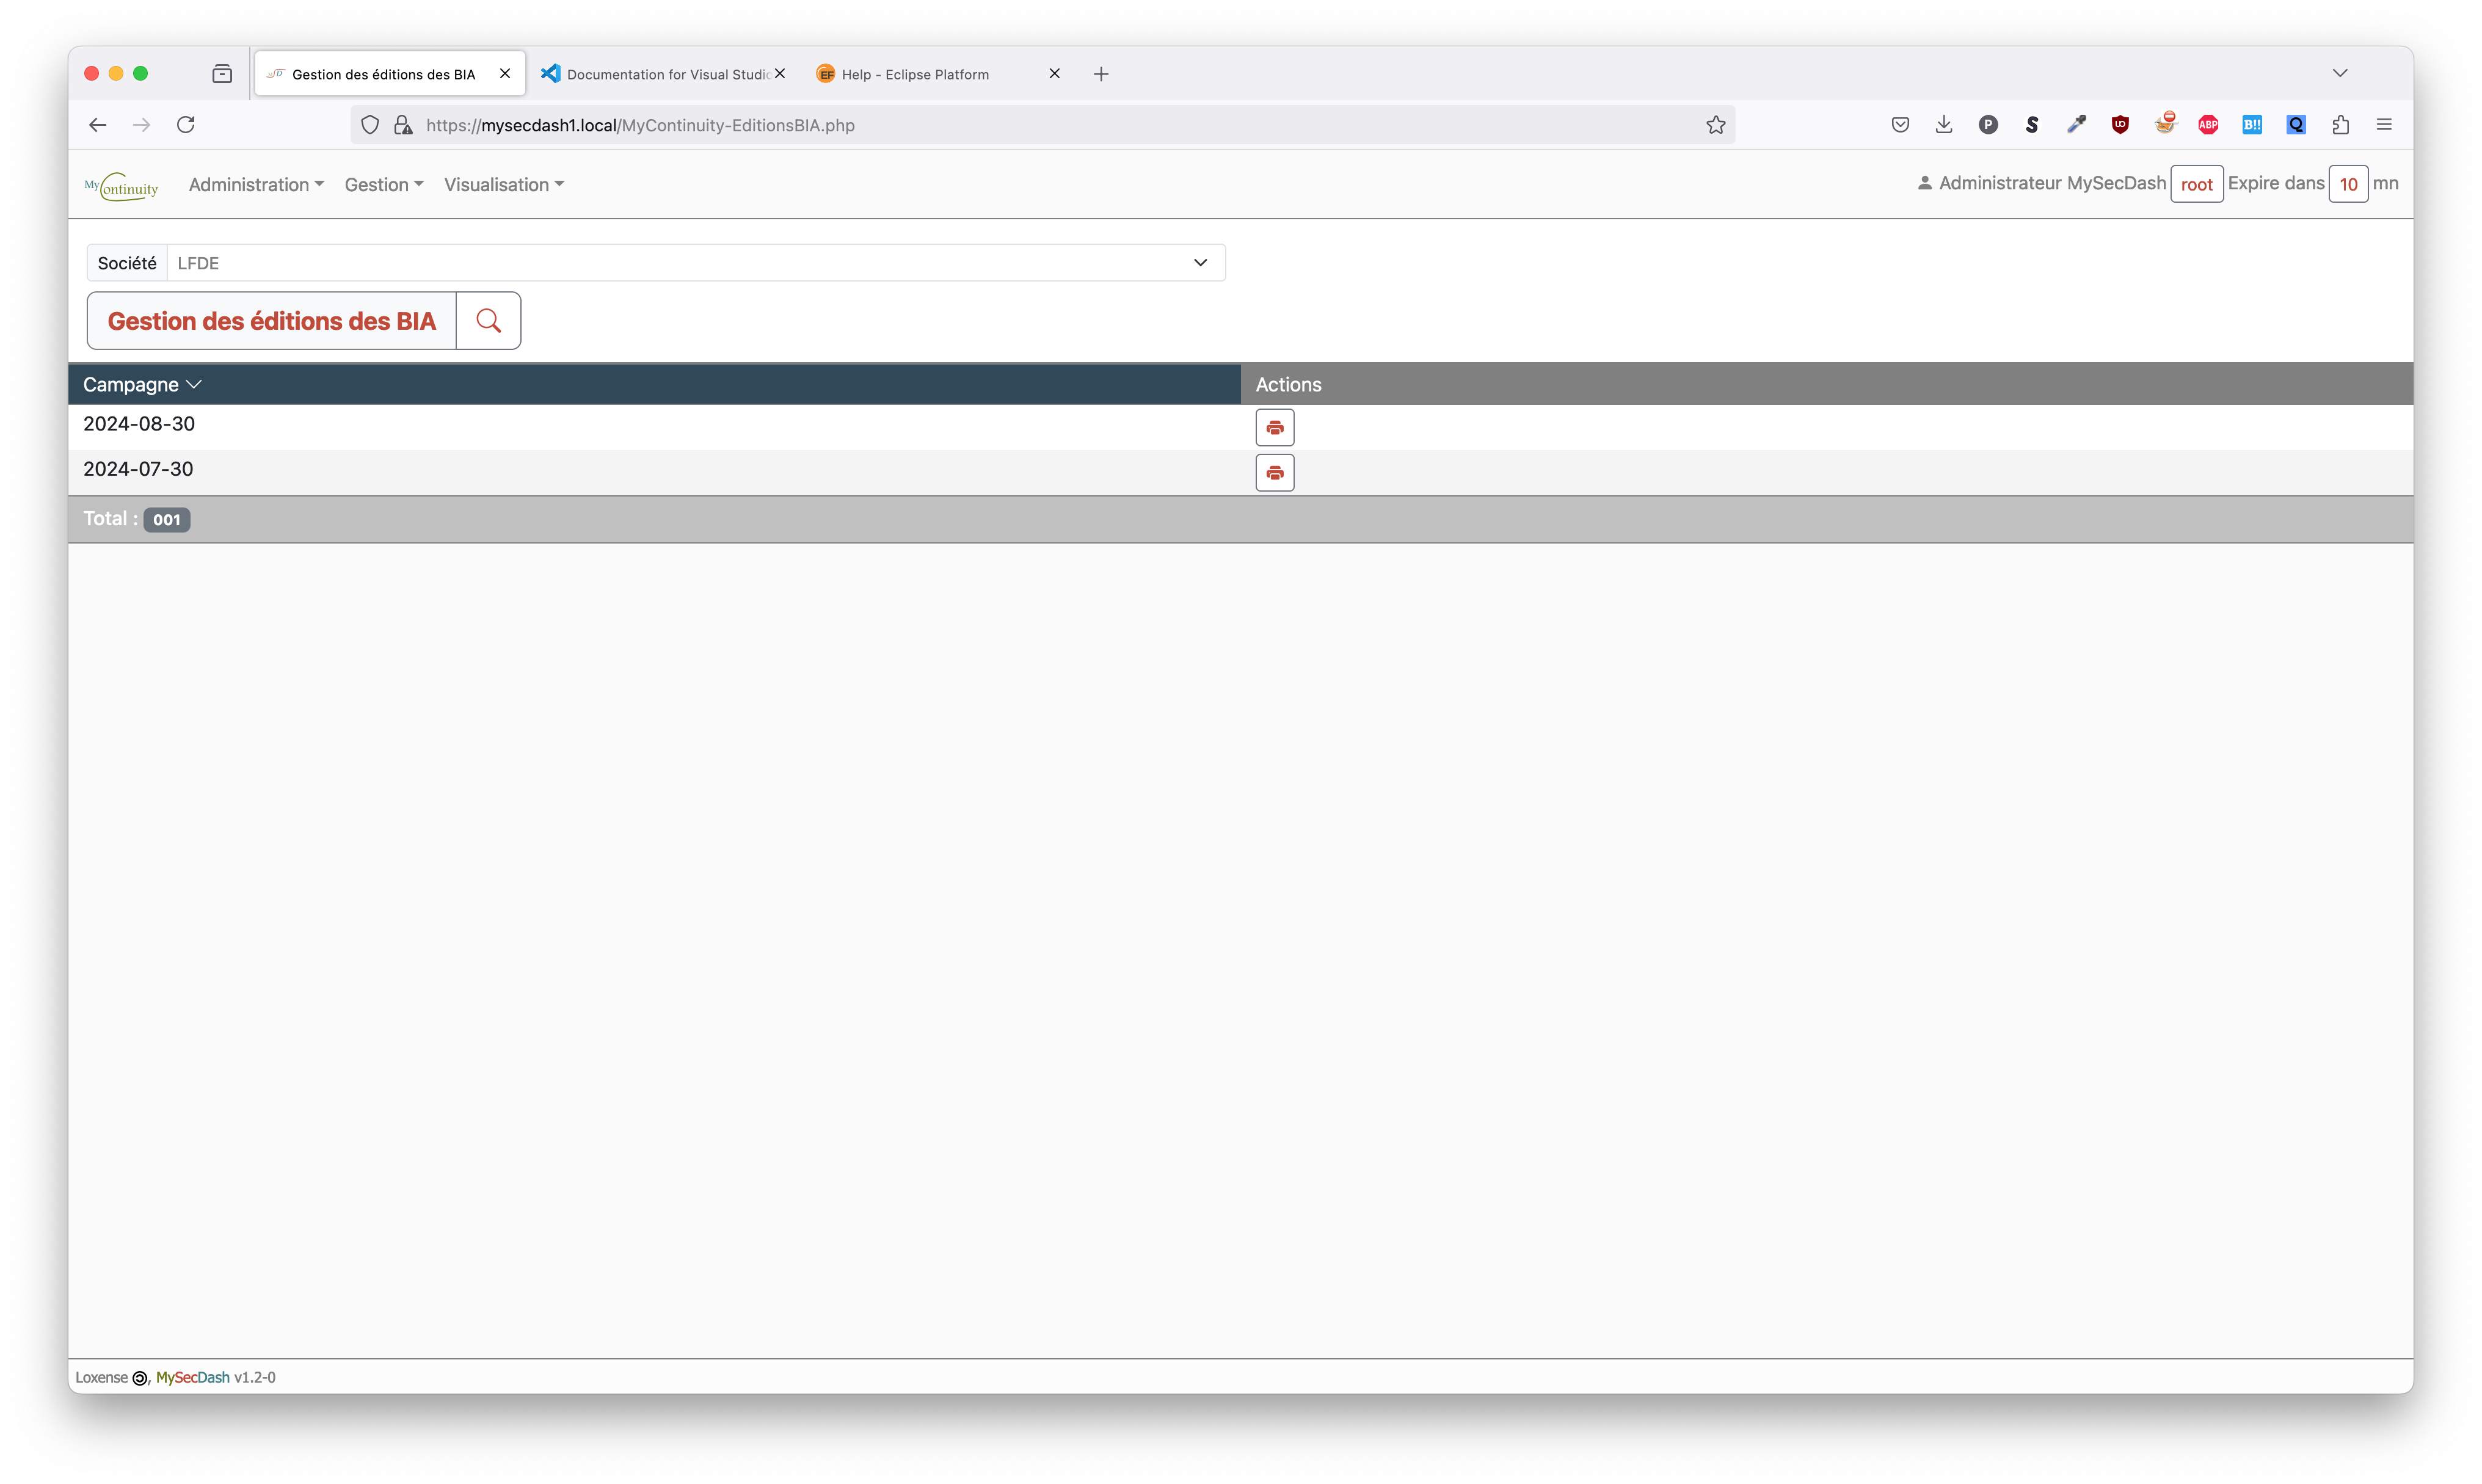 Gestion des éditions des BIA
Documentation for Visual Studic
Help - Eclipse Platform
https://mysecdash1.local/MyContinuity-EditionsBIA.php
MyContinuity
Administration
Gestion
Visualisation
Administrateur MySecDash root Expire dans 10 mn
Société LFDE
Gestion des éditions des BIA
Campagne Actions
2024-08-30
2024-07-30
Total : 001
Loxense, MySecDash v1.2-0